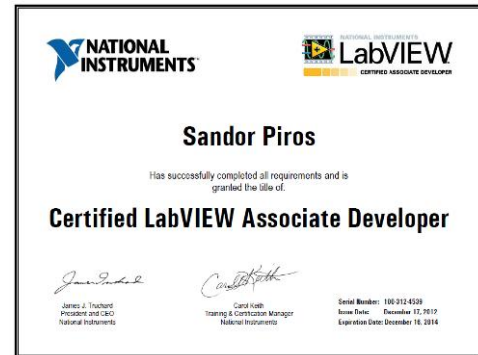 NATIONAL
INSTRUMENTS
NATIONAL INSTRUMENTS
LabVIEW
CERTIFIED ASSOCIATE DEVELOPER
Sandor Piros
Has successfully completed all requirements and is
granted the title of:
Certified LabVIEW Associate Developer
James J. Truchard
President and CEO
National Instruments
Carol Keith
Training & Certification Manager
National Instruments
Serial Number: 100-312-4539
Issue Date: December 17, 2012
Expiration Date: December 18, 2014